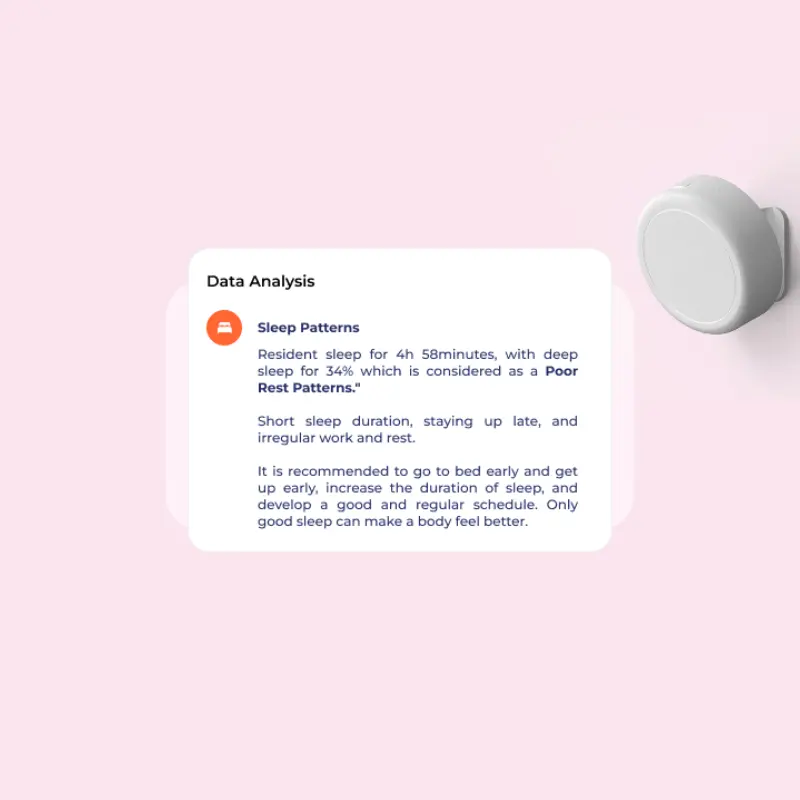 Data Analysis
Sleep Patterns
Resident sleep for 4h 58minutes, with deep
sleep for 34% which is considered as a Poor
Rest Patterns."
Short sleep duration, staying up late, and
irregular work and rest.
It is recommended to go to bed early and get
up early, increase the duration of sleep, and
develop a good and regular schedule. Only
good sleep can make a body feel better.